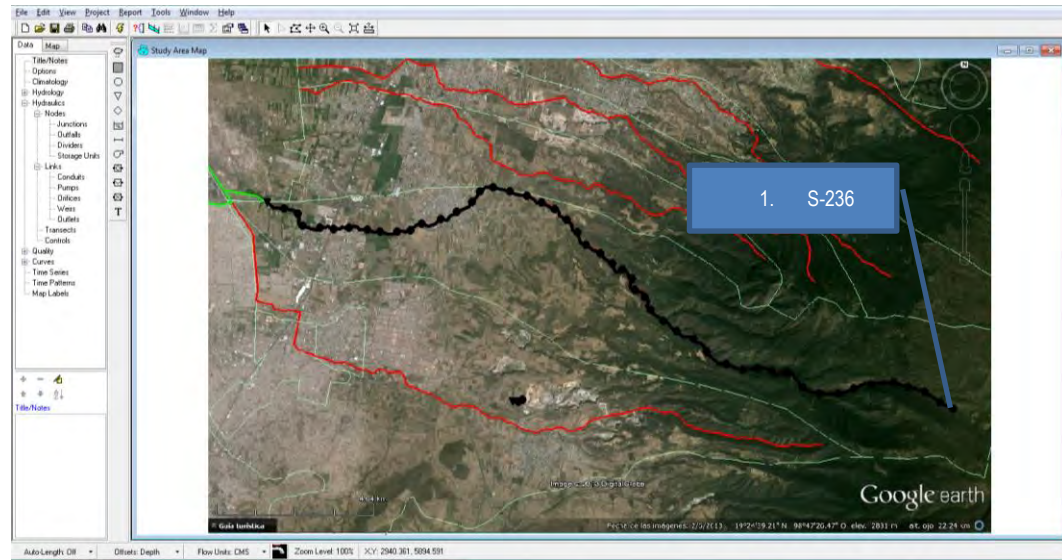 File Edit View Project Report Tools Window Help
Data Map
Study Area Map
Title/Notes
Options
Climatology
Hydrology
Hydraulics
Nodes
Junctions
Outfalls
Dividers
Storage Units
Links
Conduits
Pumps
Orifices
Weirs
Outlets
Transects
Controls
Quality
Curves
Time Series
Time Patterns
Map Labels
T
N
1. S-236
Title/Notes
Google earth
Guía turística
Auto-Length: Off Offsets: Depth Flow Units: CMS Zoom Level: 100% X,Y: 2940.361, 5894.591